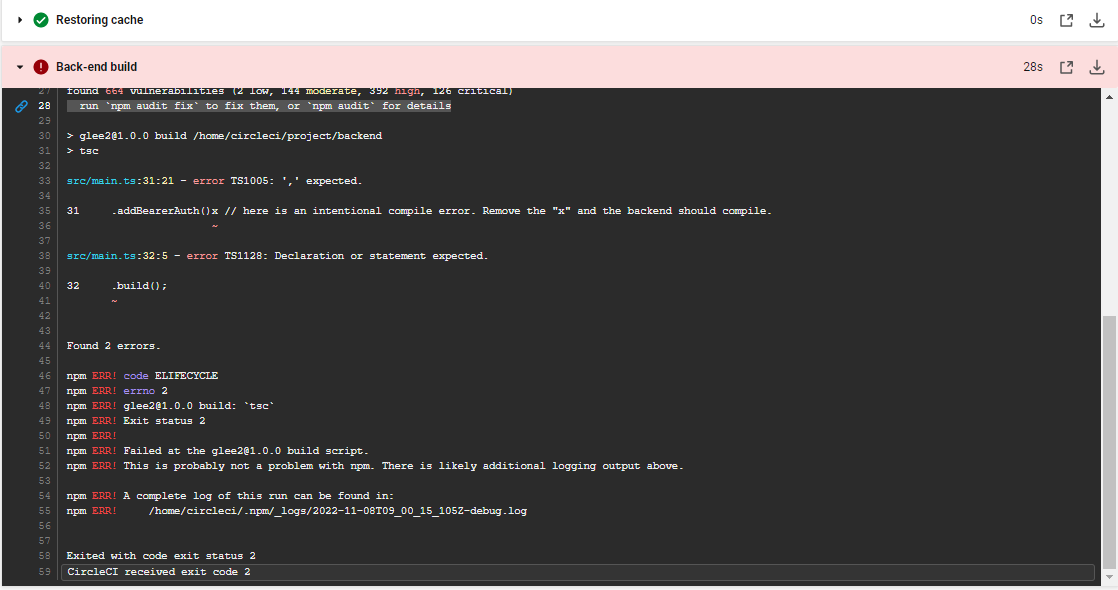 Restoring cache 0s
Back-end build 28s
27 found 664 vulnerabilities (2 low, 144 moderate, 392 high, 126 critical)
28 run `npm audit fix` to fix them, or `npm audit` for details
29
30 > glee2@1.0.0 build /home/circleci/project/backend
31 > tsc
32
33 src/main.ts:31:21 - error TS1005: ',' expected.
34
35 31 .addBearerAuth()x // here is an intentional compile error. Remove the "x" and the backend should compile.
36 ~
37
38 src/main.ts:32:5 - error TS1128: Declaration or statement expected.
39
40 32 .build();
41 ~
42
43
44 Found 2 errors.
45
46 npm ERR! code ELIFECYCLE
47 npm ERR! errno 2
48 npm ERR! glee2@1.0.0 build: `tsc`
49 npm ERR! Exit status 2
50 npm ERR!
51 npm ERR! Failed at the glee2@1.0.0 build script.
52 npm ERR! This is probably not a problem with npm. There is likely additional logging output above.
53
54 npm ERR! A complete log of this run can be found in:
55 npm ERR! /home/circleci/.npm/_logs/2022-11-08T09_00_15_105Z-debug.log
56
57
58 Exited with code exit status 2
59 CircleCI received exit code 2